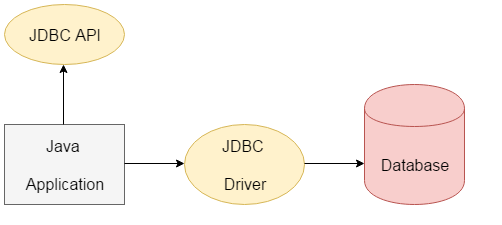 JDBC API
Java
Application
JDBC
Driver
Database